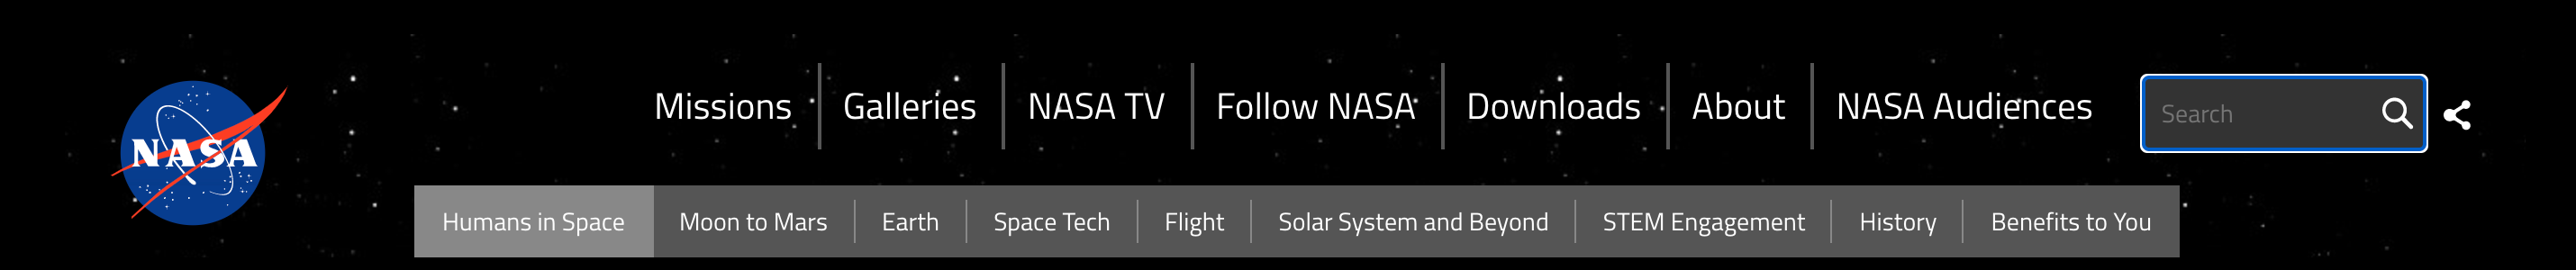 NASA
Missions Galleries NASA TV Follow NASA Downloads About NASA Audiences Search
Humans in Space Moon to Mars Earth Space Tech Flight Solar System and Beyond STEM Engagement History Benefits to You